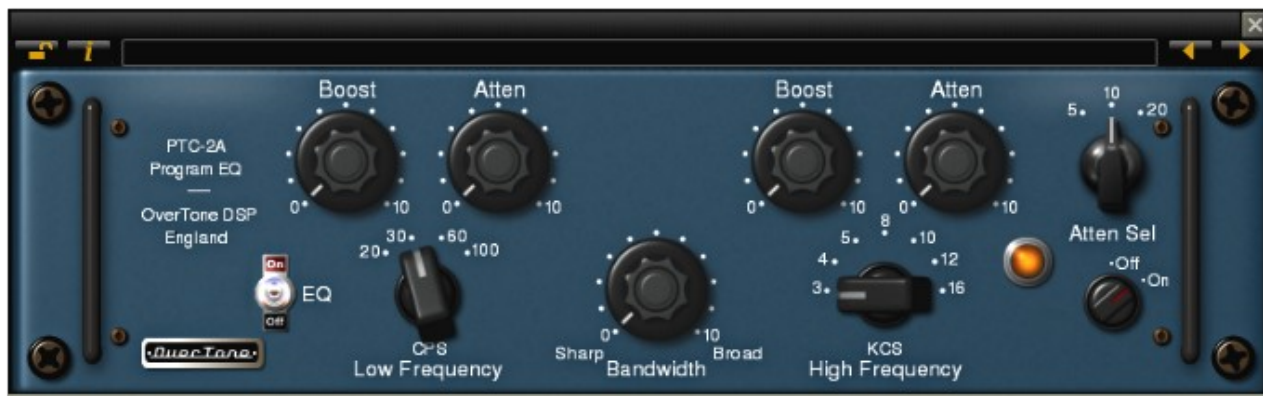 i
Boost
Atten
Boost
Atten
5 10 20
PTC-2A
Program EQ
OverTone DSP
England
0 10
0 10
0 10
0 10
Atten Sel
20 30 60 100
3 4 5 8 10 12 16
Off
On
On
EQ
Off
0 10
Sharp
Broad
Bandwidth
OverTone
CPS
Low Frequency
KCS
High Frequency